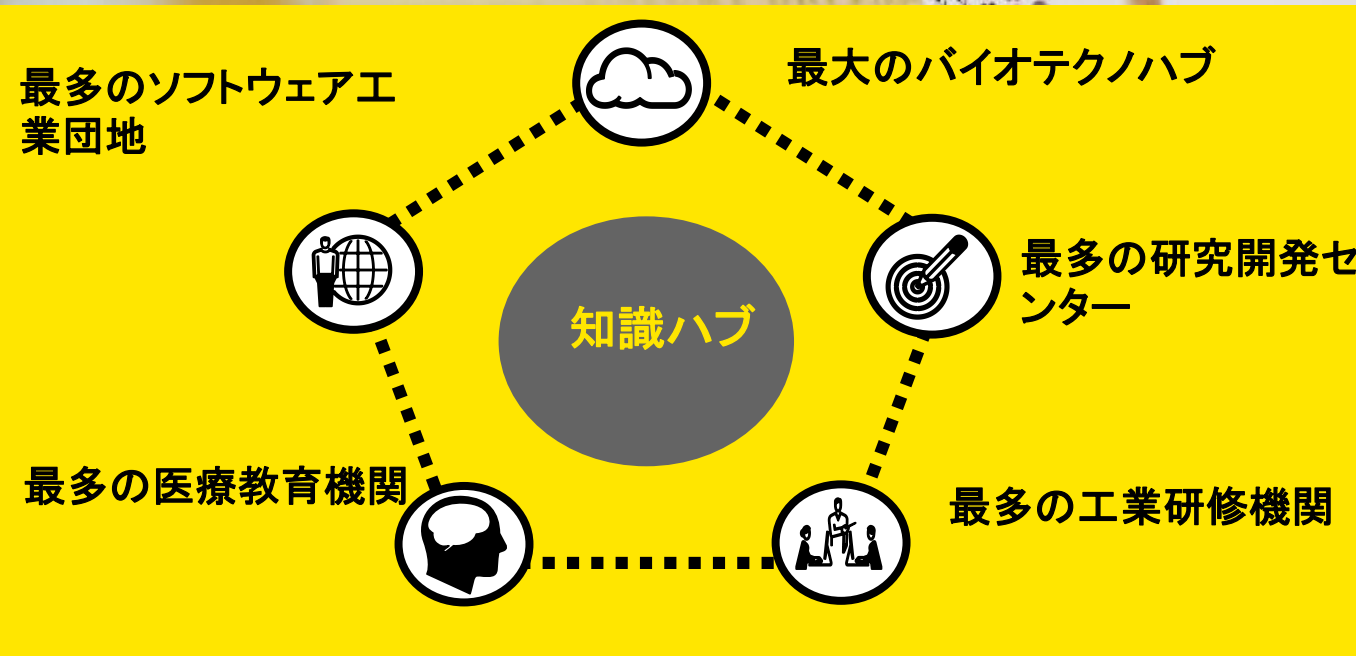 最大のバイオテクノハブ
最多のソフトウェア工
業団地
最多の研究開発セ
ンター
知識ハブ
最多の医療教育機関
最多の工業研修機関